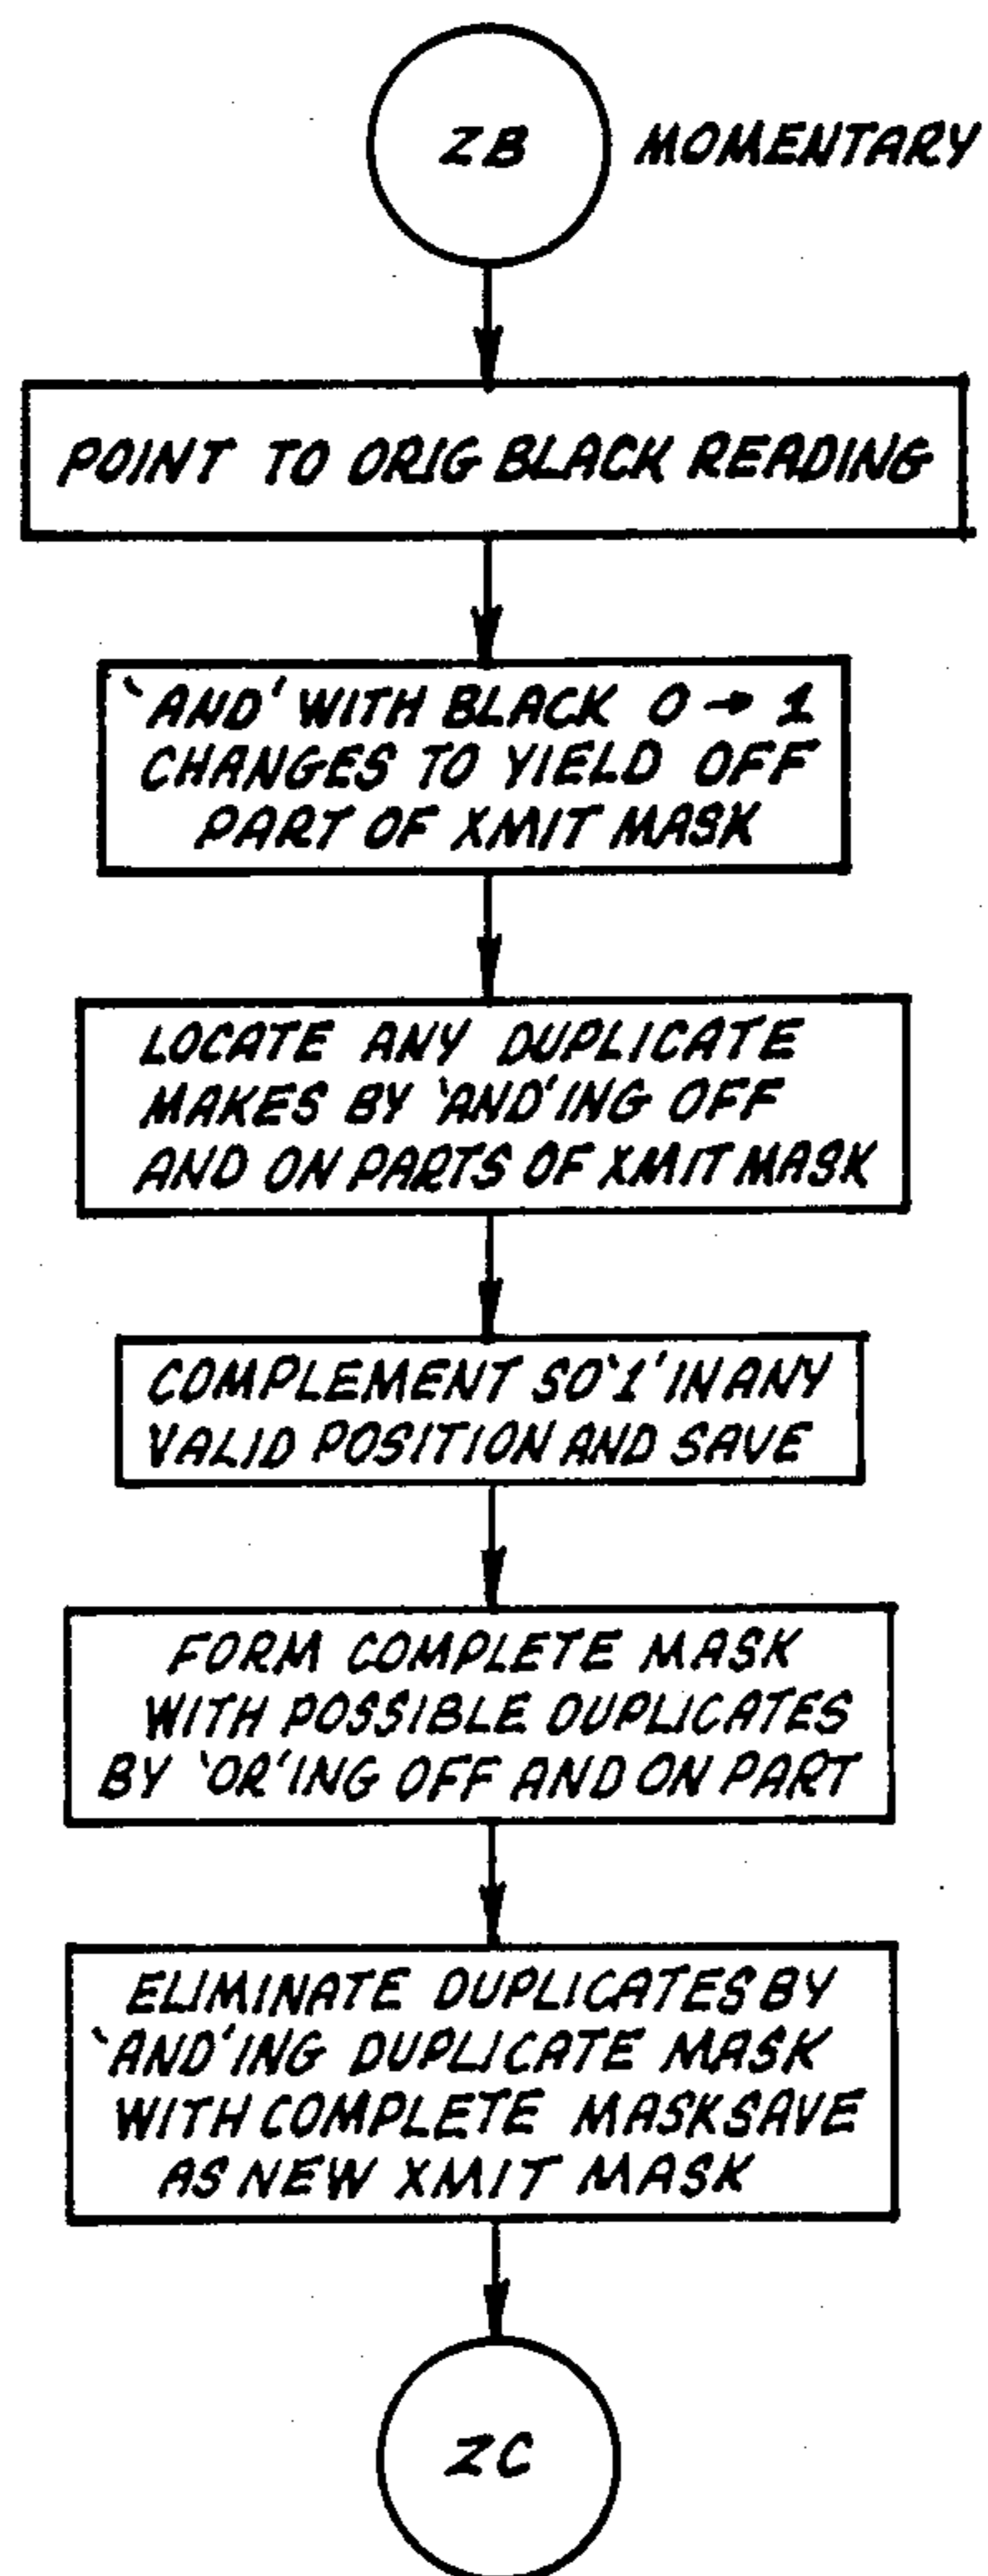 ZB MOMENTARY
POINT TO ORIG BLACK READING
'AND' WITH BLACK 0 → 1
CHANGES TO YIELD OFF
PART OF XMIT MASK
LOCATE ANY DUPLICATE
MAKES BY 'AND'ING OFF
AND ON PARTS OF XMIT MASK
COMPLEMENT SO '1' IN ANY
VALID POSITION AND SAVE
FORM COMPLETE MASK
WITH POSSIBLE DUPLICATES
BY 'OR'ING OFF AND ON PART
ELIMINATE DUPLICATES BY
'AND'ING DUPLICATE MASK
WITH COMPLETE MASK SAVE
AS NEW XMIT MASK
ZC